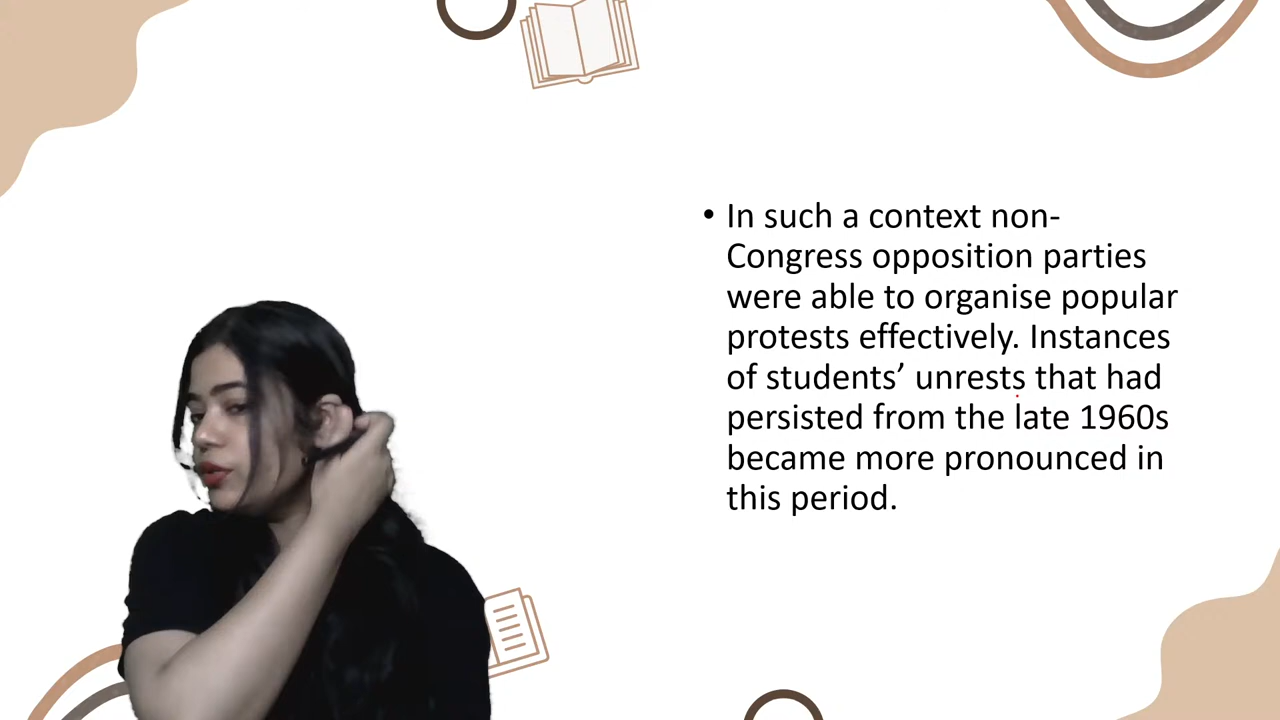 • In such a context non-
Congress opposition parties
were able to organise popular
protests effectively. Instances
of students’ unrests that had
persisted from the late 1960s
became more pronounced in
this period.